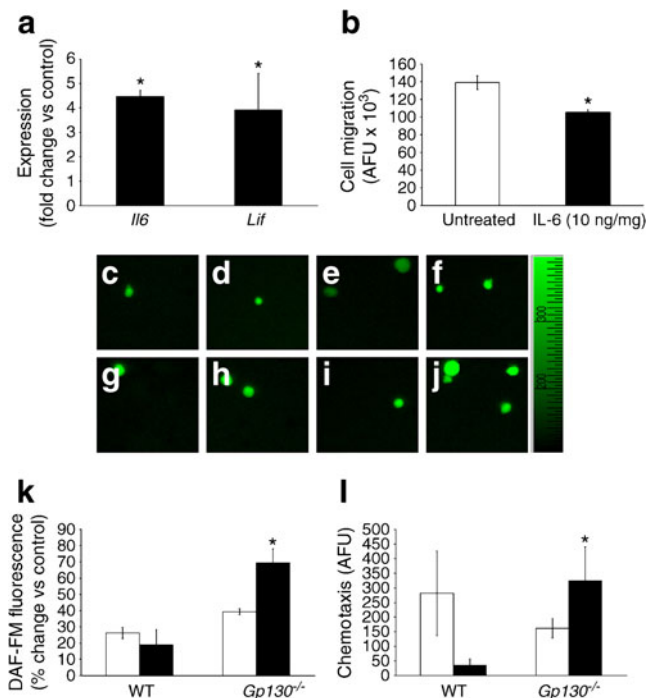 a
Expression
(fold change vs control)
6
5
4
3
2
1
0
*
*
Il6
Lif
b
Cell migration
(AFU x 10³)
160
140
120
100
80
60
40
20
0
*
Untreated
IL-6 (10 ng/mg)
c
d
e
f
300
200
g
h
i
j
k
DAF-FM fluorescence
(% change vs control)
90
80
70
60
50
40
30
20
10
0
*
WT
Gp130-/-
l
Chemotaxis (AFU)
500
450
400
350
300
250
200
150
100
50
0
*
WT
Gp130-/-